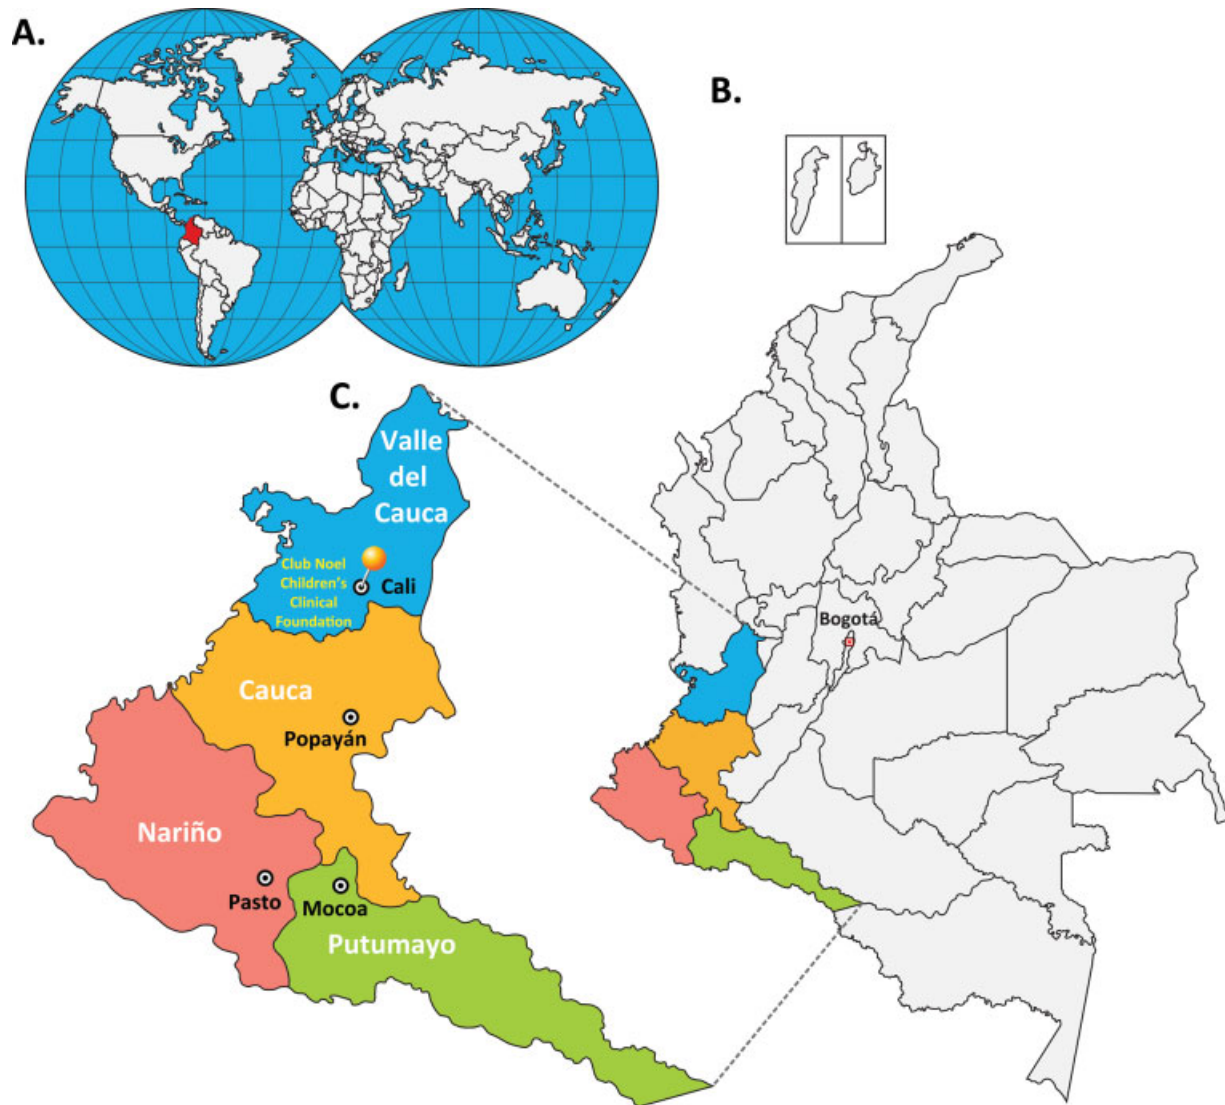 A.
B.
C.
Valle
del
Cauca
Club Noel
Children's
Clinical
Foundation
Cali
Bogotá
Cauca
Popayán
Nariño
Pasto
Mocoa
Putumayo